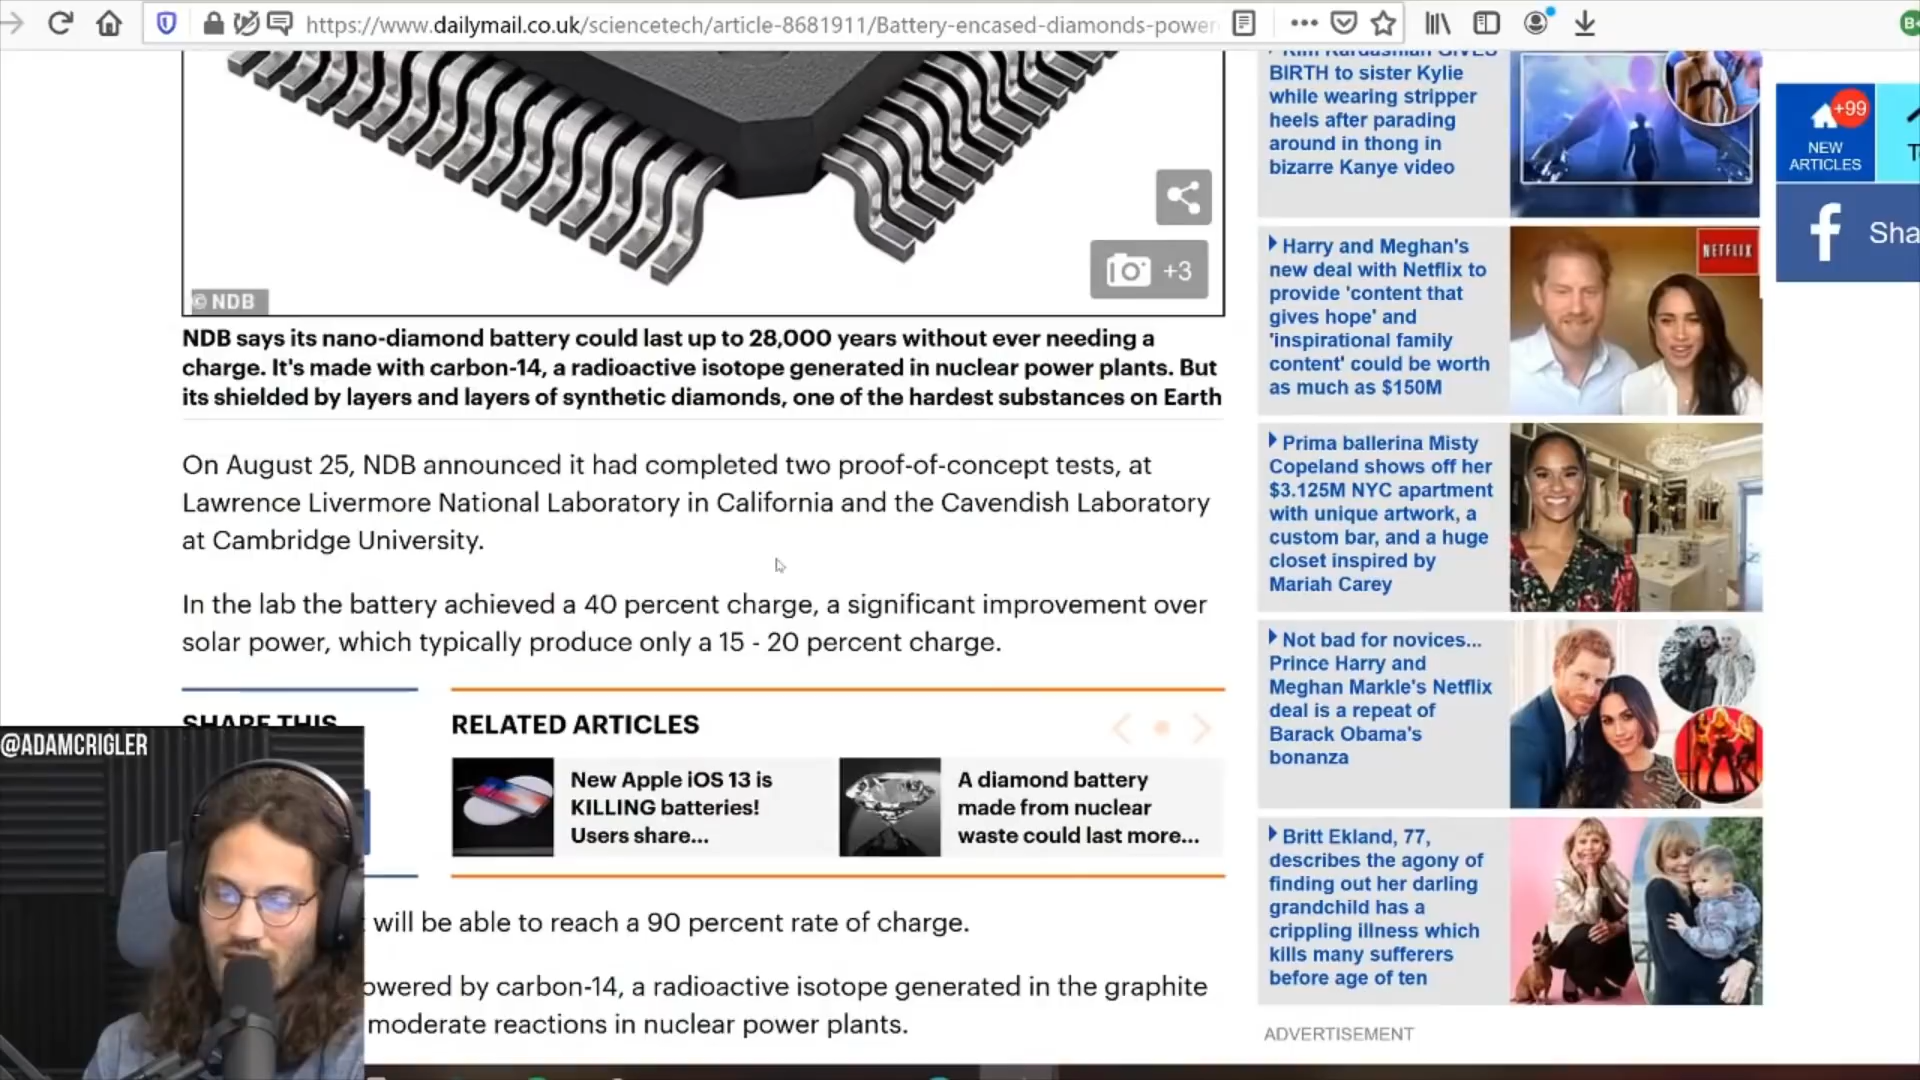 https://www.dailymail.co.uk/sciencetech/article-8681911/Battery-encased-diamonds-power
© NDB
+3
NDB says its nano-diamond battery could last up to 28,000 years without ever needing a
charge. It's made with carbon-14, a radioactive isotope generated in nuclear power plants. But
its shielded by layers and layers of synthetic diamonds, one of the hardest substances on Earth
On August 25, NDB announced it had completed two proof-of-concept tests, at
Lawrence Livermore National Laboratory in California and the Cavendish Laboratory
at Cambridge University.
In the lab the battery achieved a 40 percent charge, a significant improvement over
solar power, which typically produce only a 15 - 20 percent charge.
SHARE THIS
RELATED ARTICLES
New Apple iOS 13 is
KILLING batteries!
Users share...
A diamond battery
made from nuclear
waste could last more...
will be able to reach a 90 percent rate of charge.
owered by carbon-14, a radioactive isotope generated in the graphite
moderate reactions in nuclear power plants.
@ADAMCRIGLER
Kim Kardashian GIVES
BIRTH to sister Kylie
while wearing stripper
heels after parading
around in thong in
bizarre Kanye video
Harry and Meghan's
new deal with Netflix to
provide 'content that
gives hope' and
'inspirational family
content' could be worth
as much as $150M
NETFLIX
Prima ballerina Misty
Copeland shows off her
$3.125M NYC apartment
with unique artwork, a
custom bar, and a huge
closet inspired by
Mariah Carey
Not bad for novices...
Prince Harry and
Meghan Markle's Netflix
deal is a repeat of
Barack Obama's
bonanza
Britt Ekland, 77,
describes the agony of
finding out her darling
grandchild has a
crippling illness which
kills many sufferers
before age of ten
ADVERTISEMENT
+99
NEW
ARTICLES
Sha